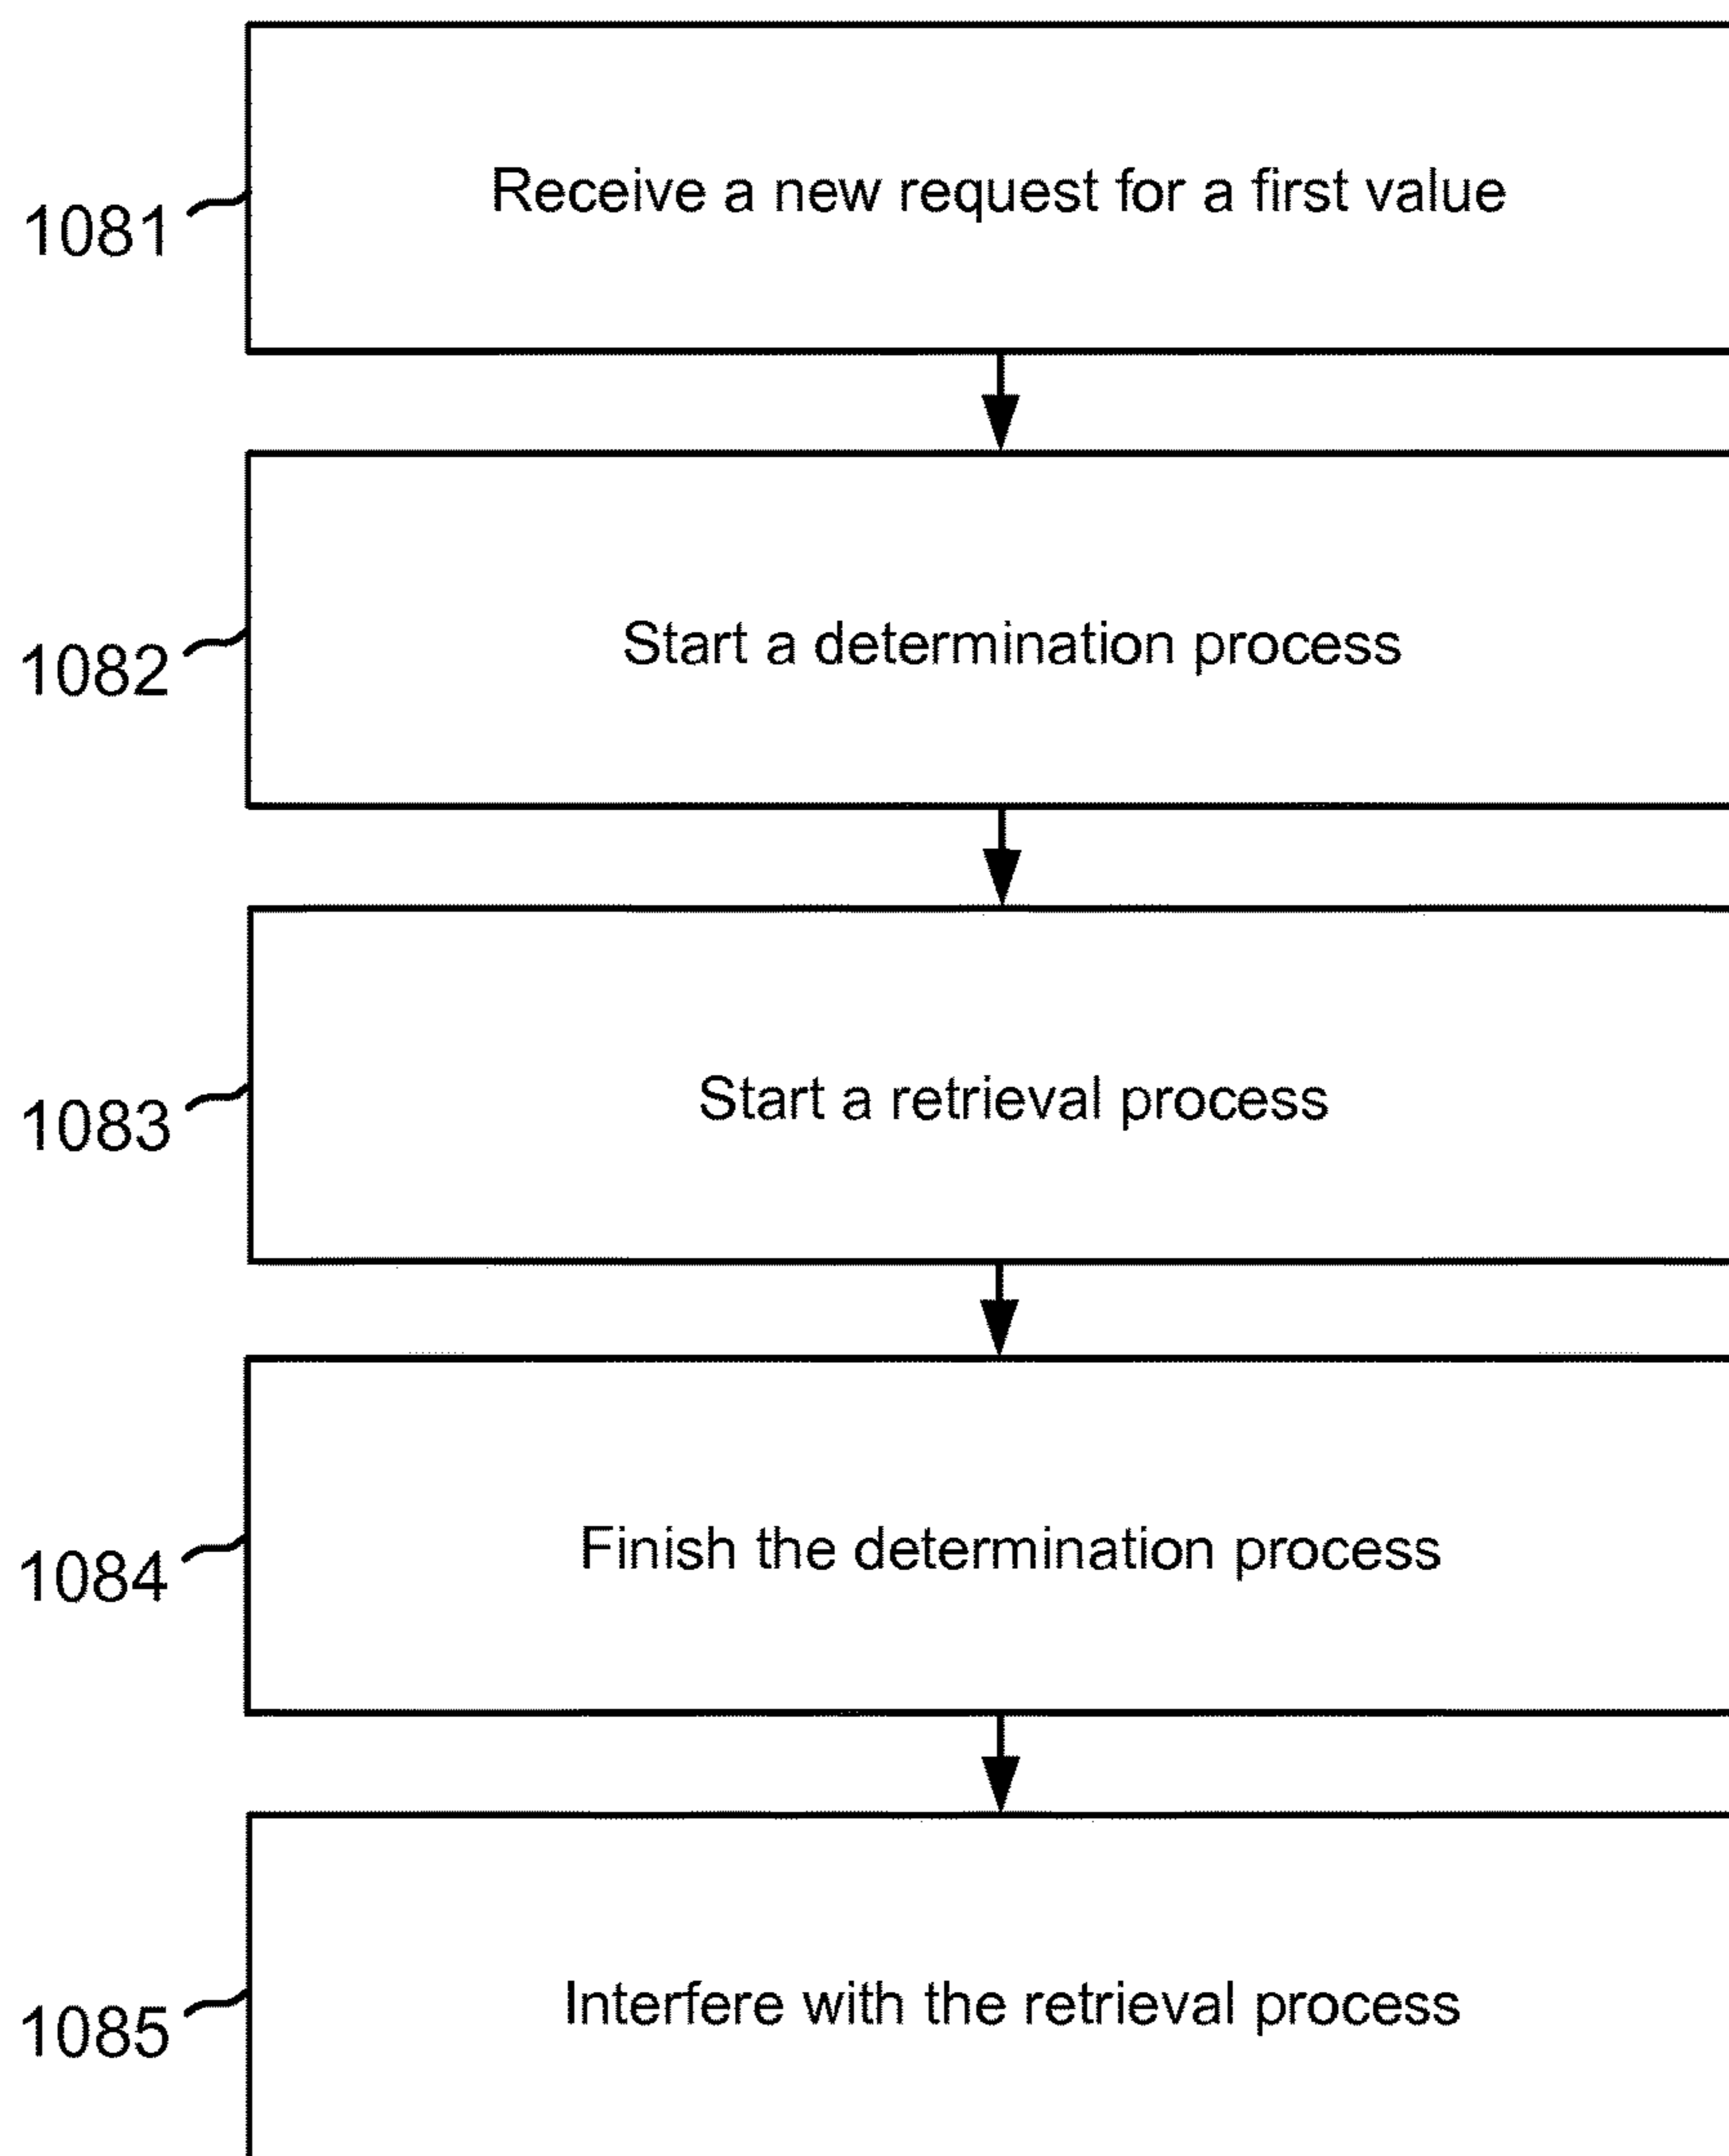 Receive a new request for a first value
1081
Start a determination process
1082
Start a retrieval process
1083
Finish the determination process
1084
Interfere with the retrieval process
1085